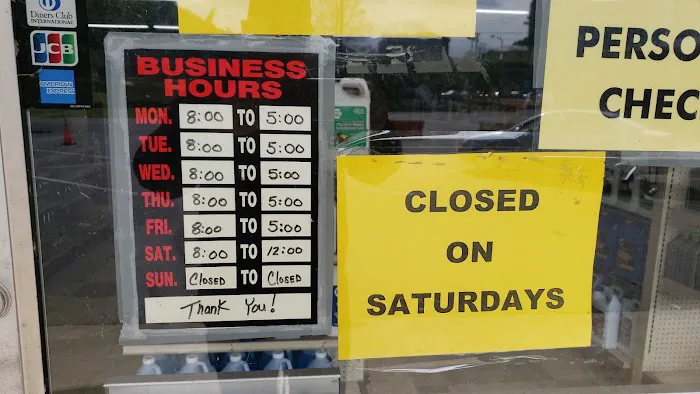 Diners Club
INTERNATIONAL
JCB
AMERICAN
EXPRESS
BUSINESS
HOURS
MON. 8:00 TO 5:00
TUE. 8:00 TO 5:00
WED. 8:00 TO 5:00
THU. 8:00 TO 5:00
FRI. 8:00 TO 5:00
SAT. 8:00 TO 12:00
SUN. Closed TO Closed
Thank You!
CLOSED
ON
SATURDAYS
PERSO
CHEC